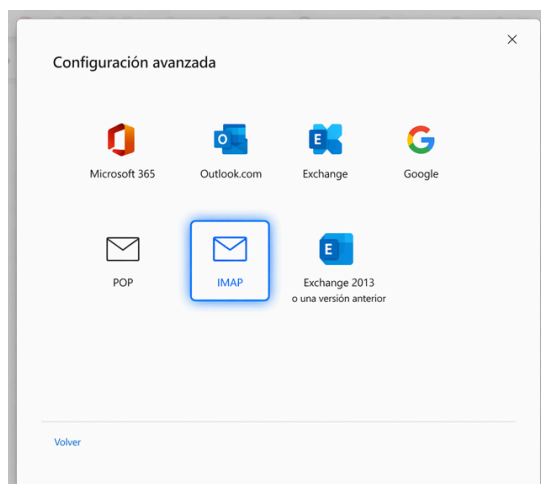 Configuración avanzada
Microsoft 365
Outlook.com
Exchange
Google
POP
IMAP
Exchange 2013
o una versión anterior
Volver